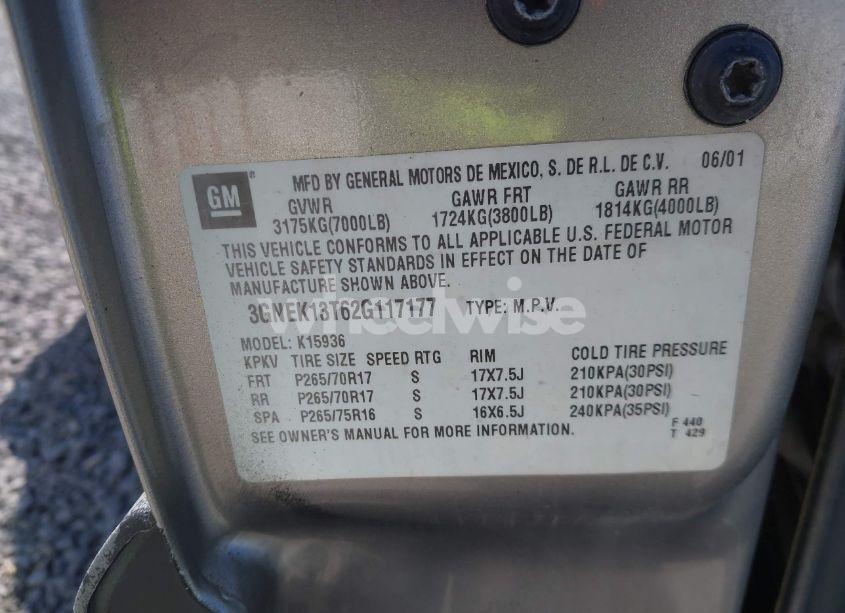 GM ®
MFD BY GENERAL MOTORS DE MEXICO, S. DE R.L. DE C.V. 06/01
GVWR GAWR FRT GAWR RR
3175KG(7000LB) 1724KG(3800LB) 1814KG(4000LB)
THIS VEHICLE CONFORMS TO ALL APPLICABLE U.S. FEDERAL MOTOR
VEHICLE SAFETY STANDARDS IN EFFECT ON THE DATE OF
MANUFACTURE SHOWN ABOVE.
3GNEK13T62G117177 TYPE: M.P.V.
wheelwise
MODEL: K15936
KPKV TIRE SIZE SPEED RTG RIM COLD TIRE PRESSURE
FRT P265/70R17 S 17X7.5J 210KPA(30PSI)
RR P265/70R17 S 17X7.5J 210KPA(30PSI)
SPA P265/75R16 S 16X6.5J 240KPA(35PSI)
SEE OWNER'S MANUAL FOR MORE INFORMATION.
F 440
T 429